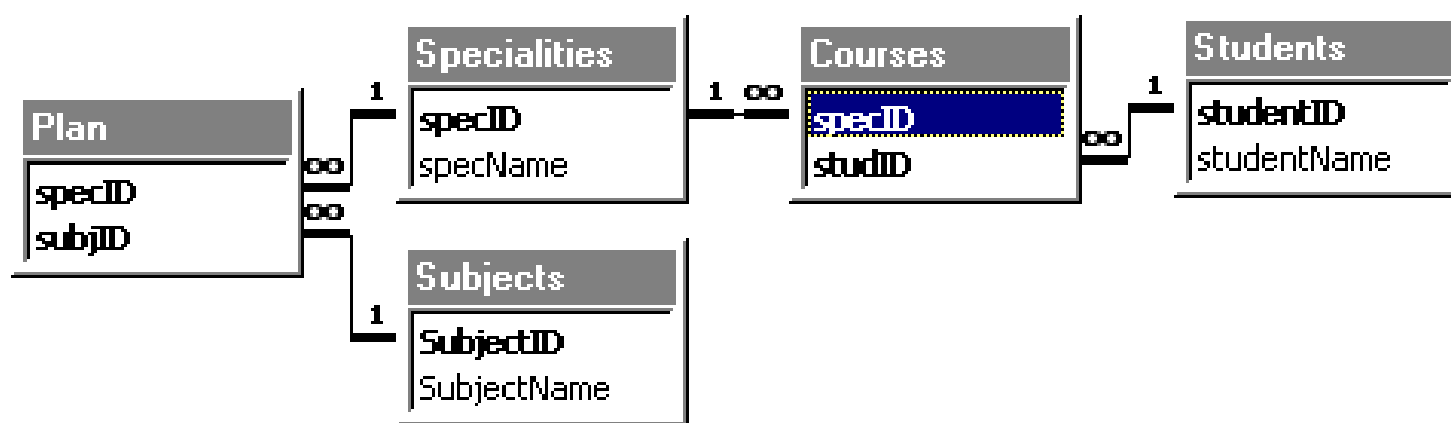 Plan
specID
subjID
∞
∞
1
1
Specialities
specID
specName
Subjects
SubjectID
SubjectName
1
∞
Courses
specID
studID
∞
1
Students
studentID
studentName